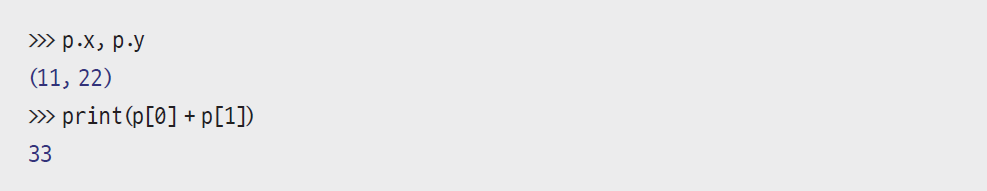 >>> p.x, p.y
(11, 22)
>>> print(p[0] + p[1])
33